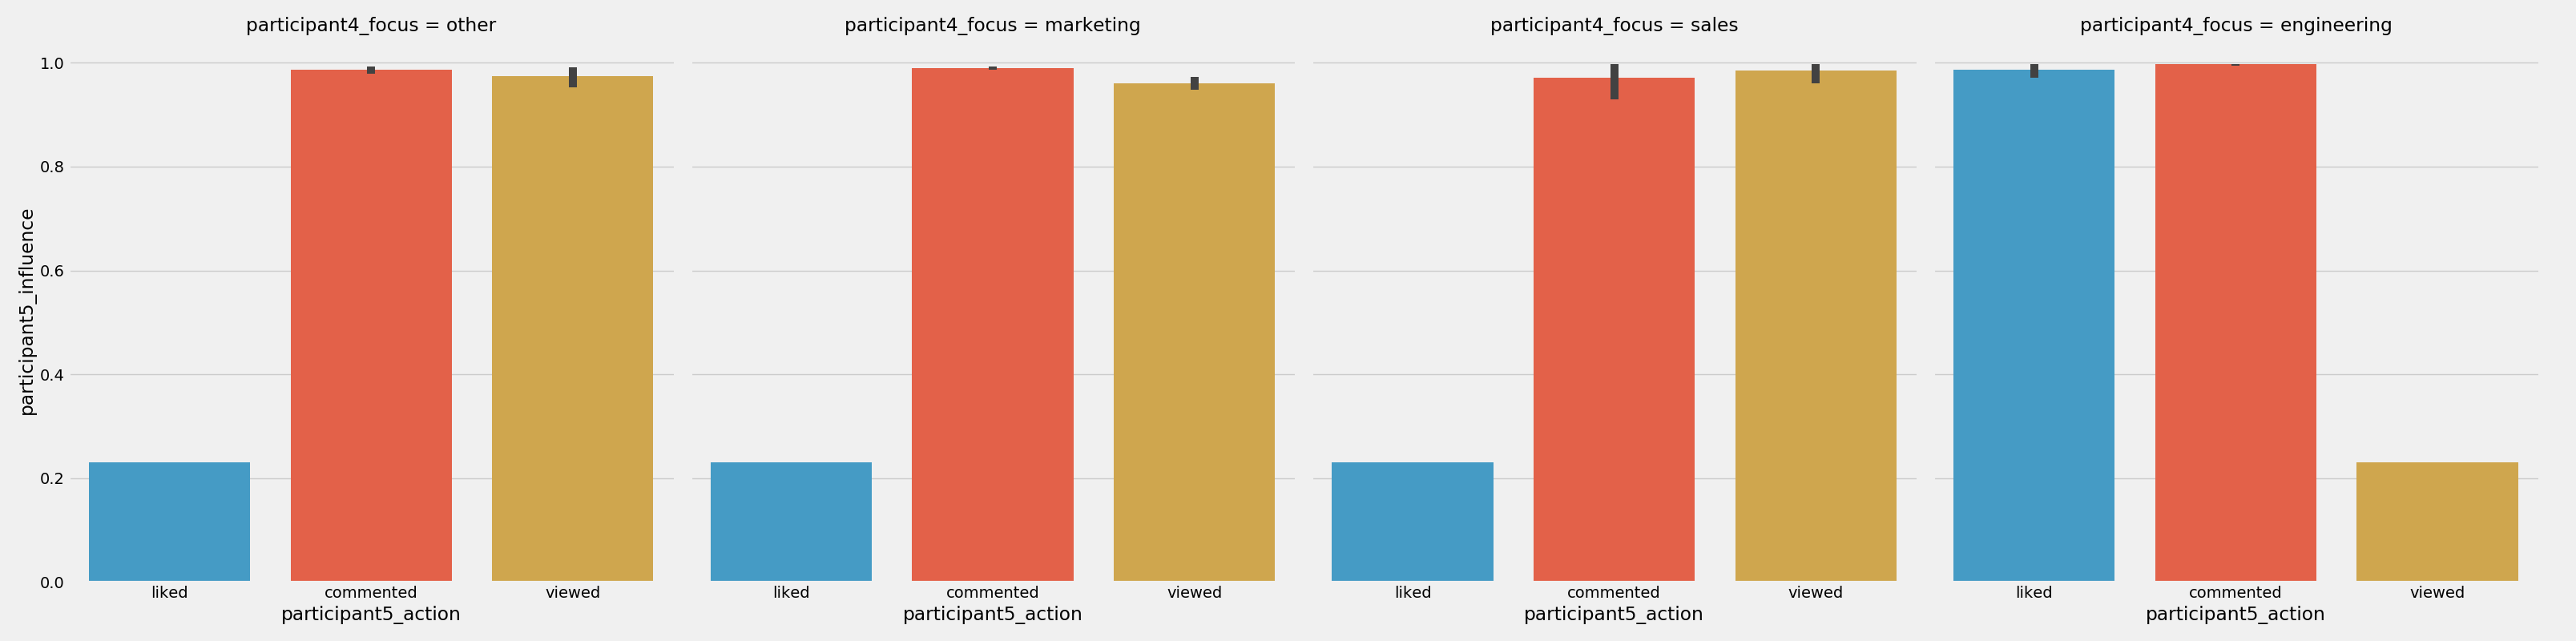 participant4_focus = other
participant4_focus = marketing
participant4_focus = sales
participant4_focus = engineering
participant5_influence
1.0
0.8
0.6
0.4
0.2
0.0
liked commented viewed
liked commented viewed
liked commented viewed
liked commented viewed
participant5_action
participant5_action
participant5_action
participant5_action